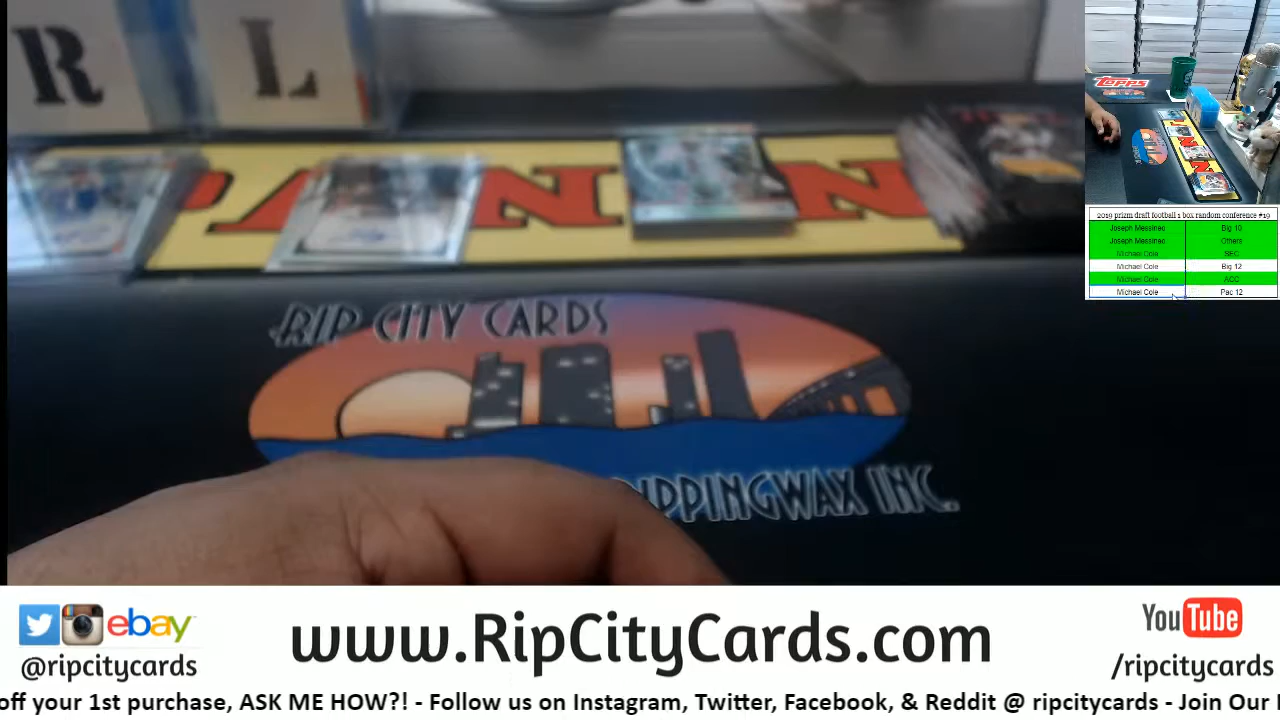 R L
PANIN
RIP CITY CARDS
RIPPINGWAX INC.
TOPPS
2019 prizm draft football 1 box random conference #19
Joseph Messineo Big 10
Joseph Messineo Others
Michael Cole SEC
Michael Cole Big 12
Michael Cole ACC
Michael Cole Pac 12
ebay
@ripcitycards
www.RipCityCards.com
YouTube
/ripcitycards
off your 1st purchase, ASK ME HOW?! - Follow us on Instagram, Twitter, Facebook, & Reddit @ ripcitycards - Join Our